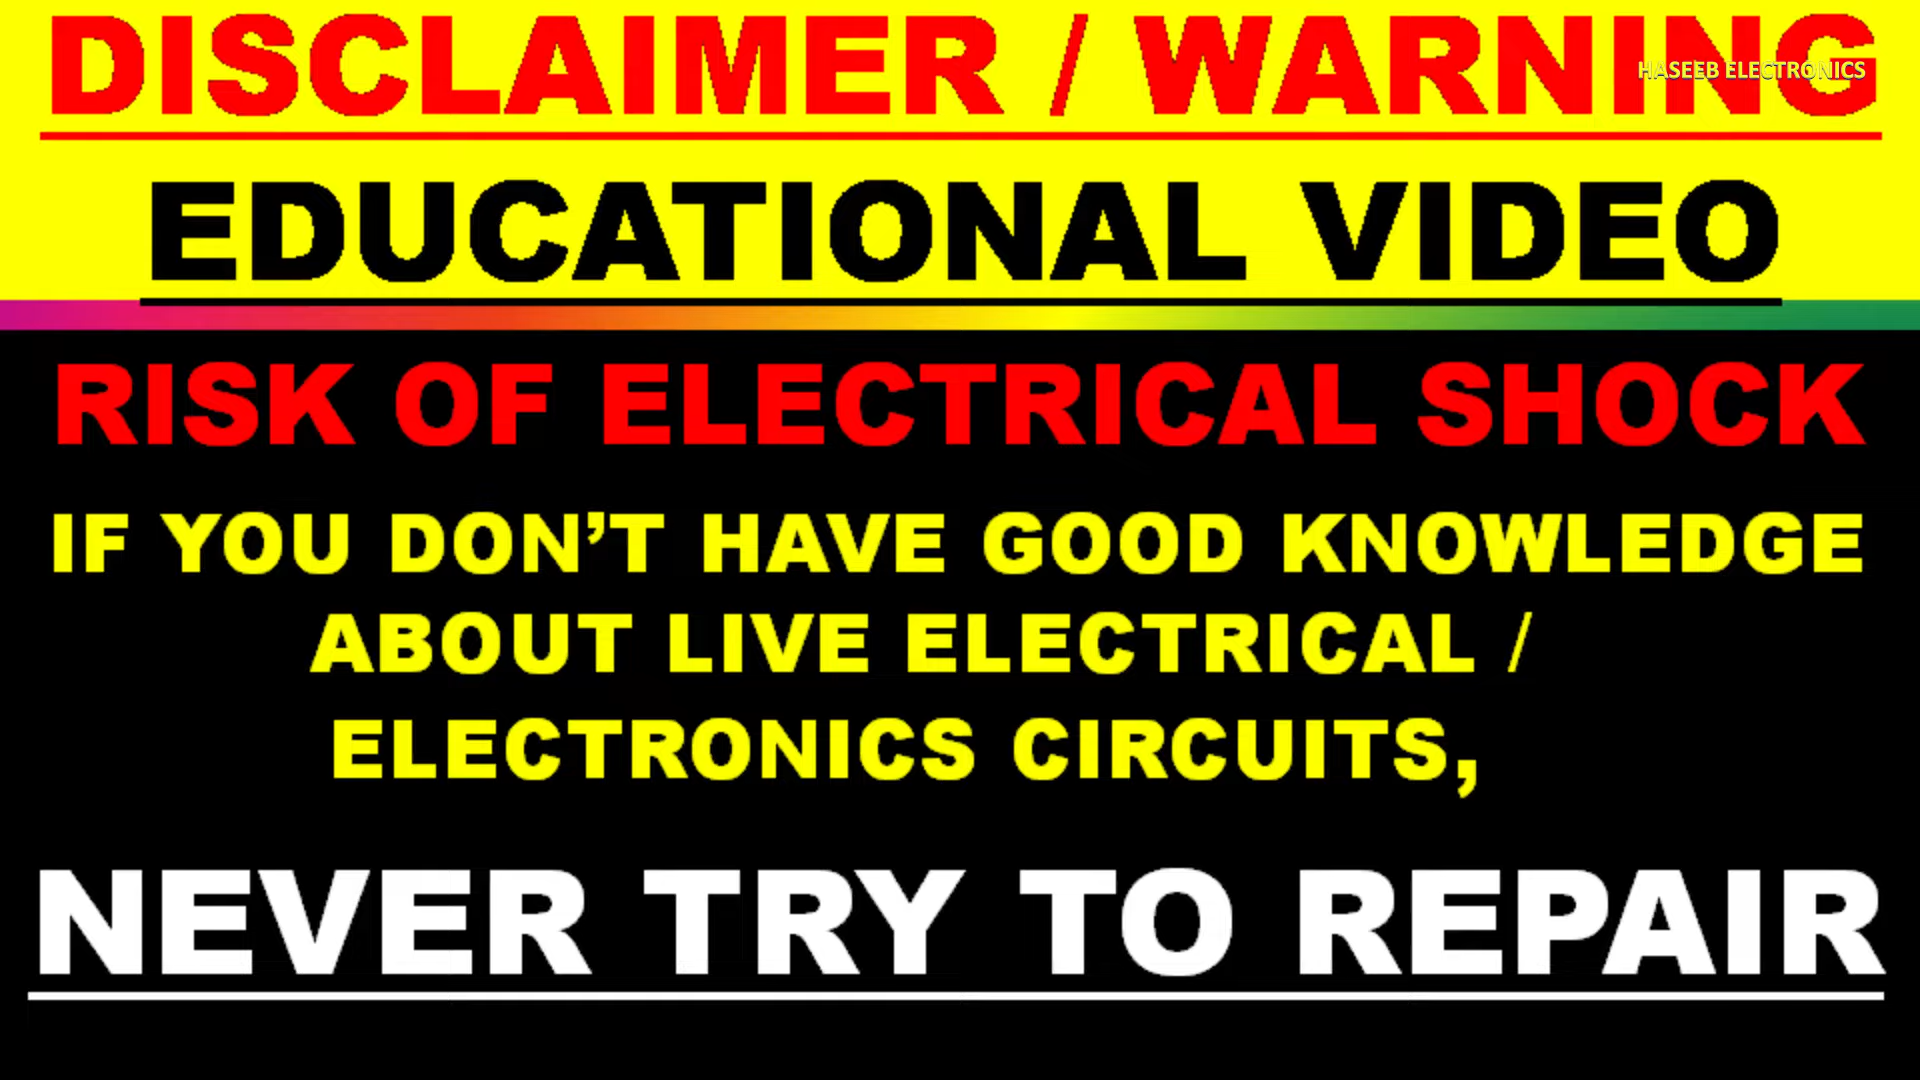 DISCLAIMER / WARNING
HASEEB ELECTRONICS
EDUCATIONAL VIDEO
RISK OF ELECTRICAL SHOCK
IF YOU DON’T HAVE GOOD KNOWLEDGE
ABOUT LIVE ELECTRICAL /
ELECTRONICS CIRCUITS,
NEVER TRY TO REPAIR